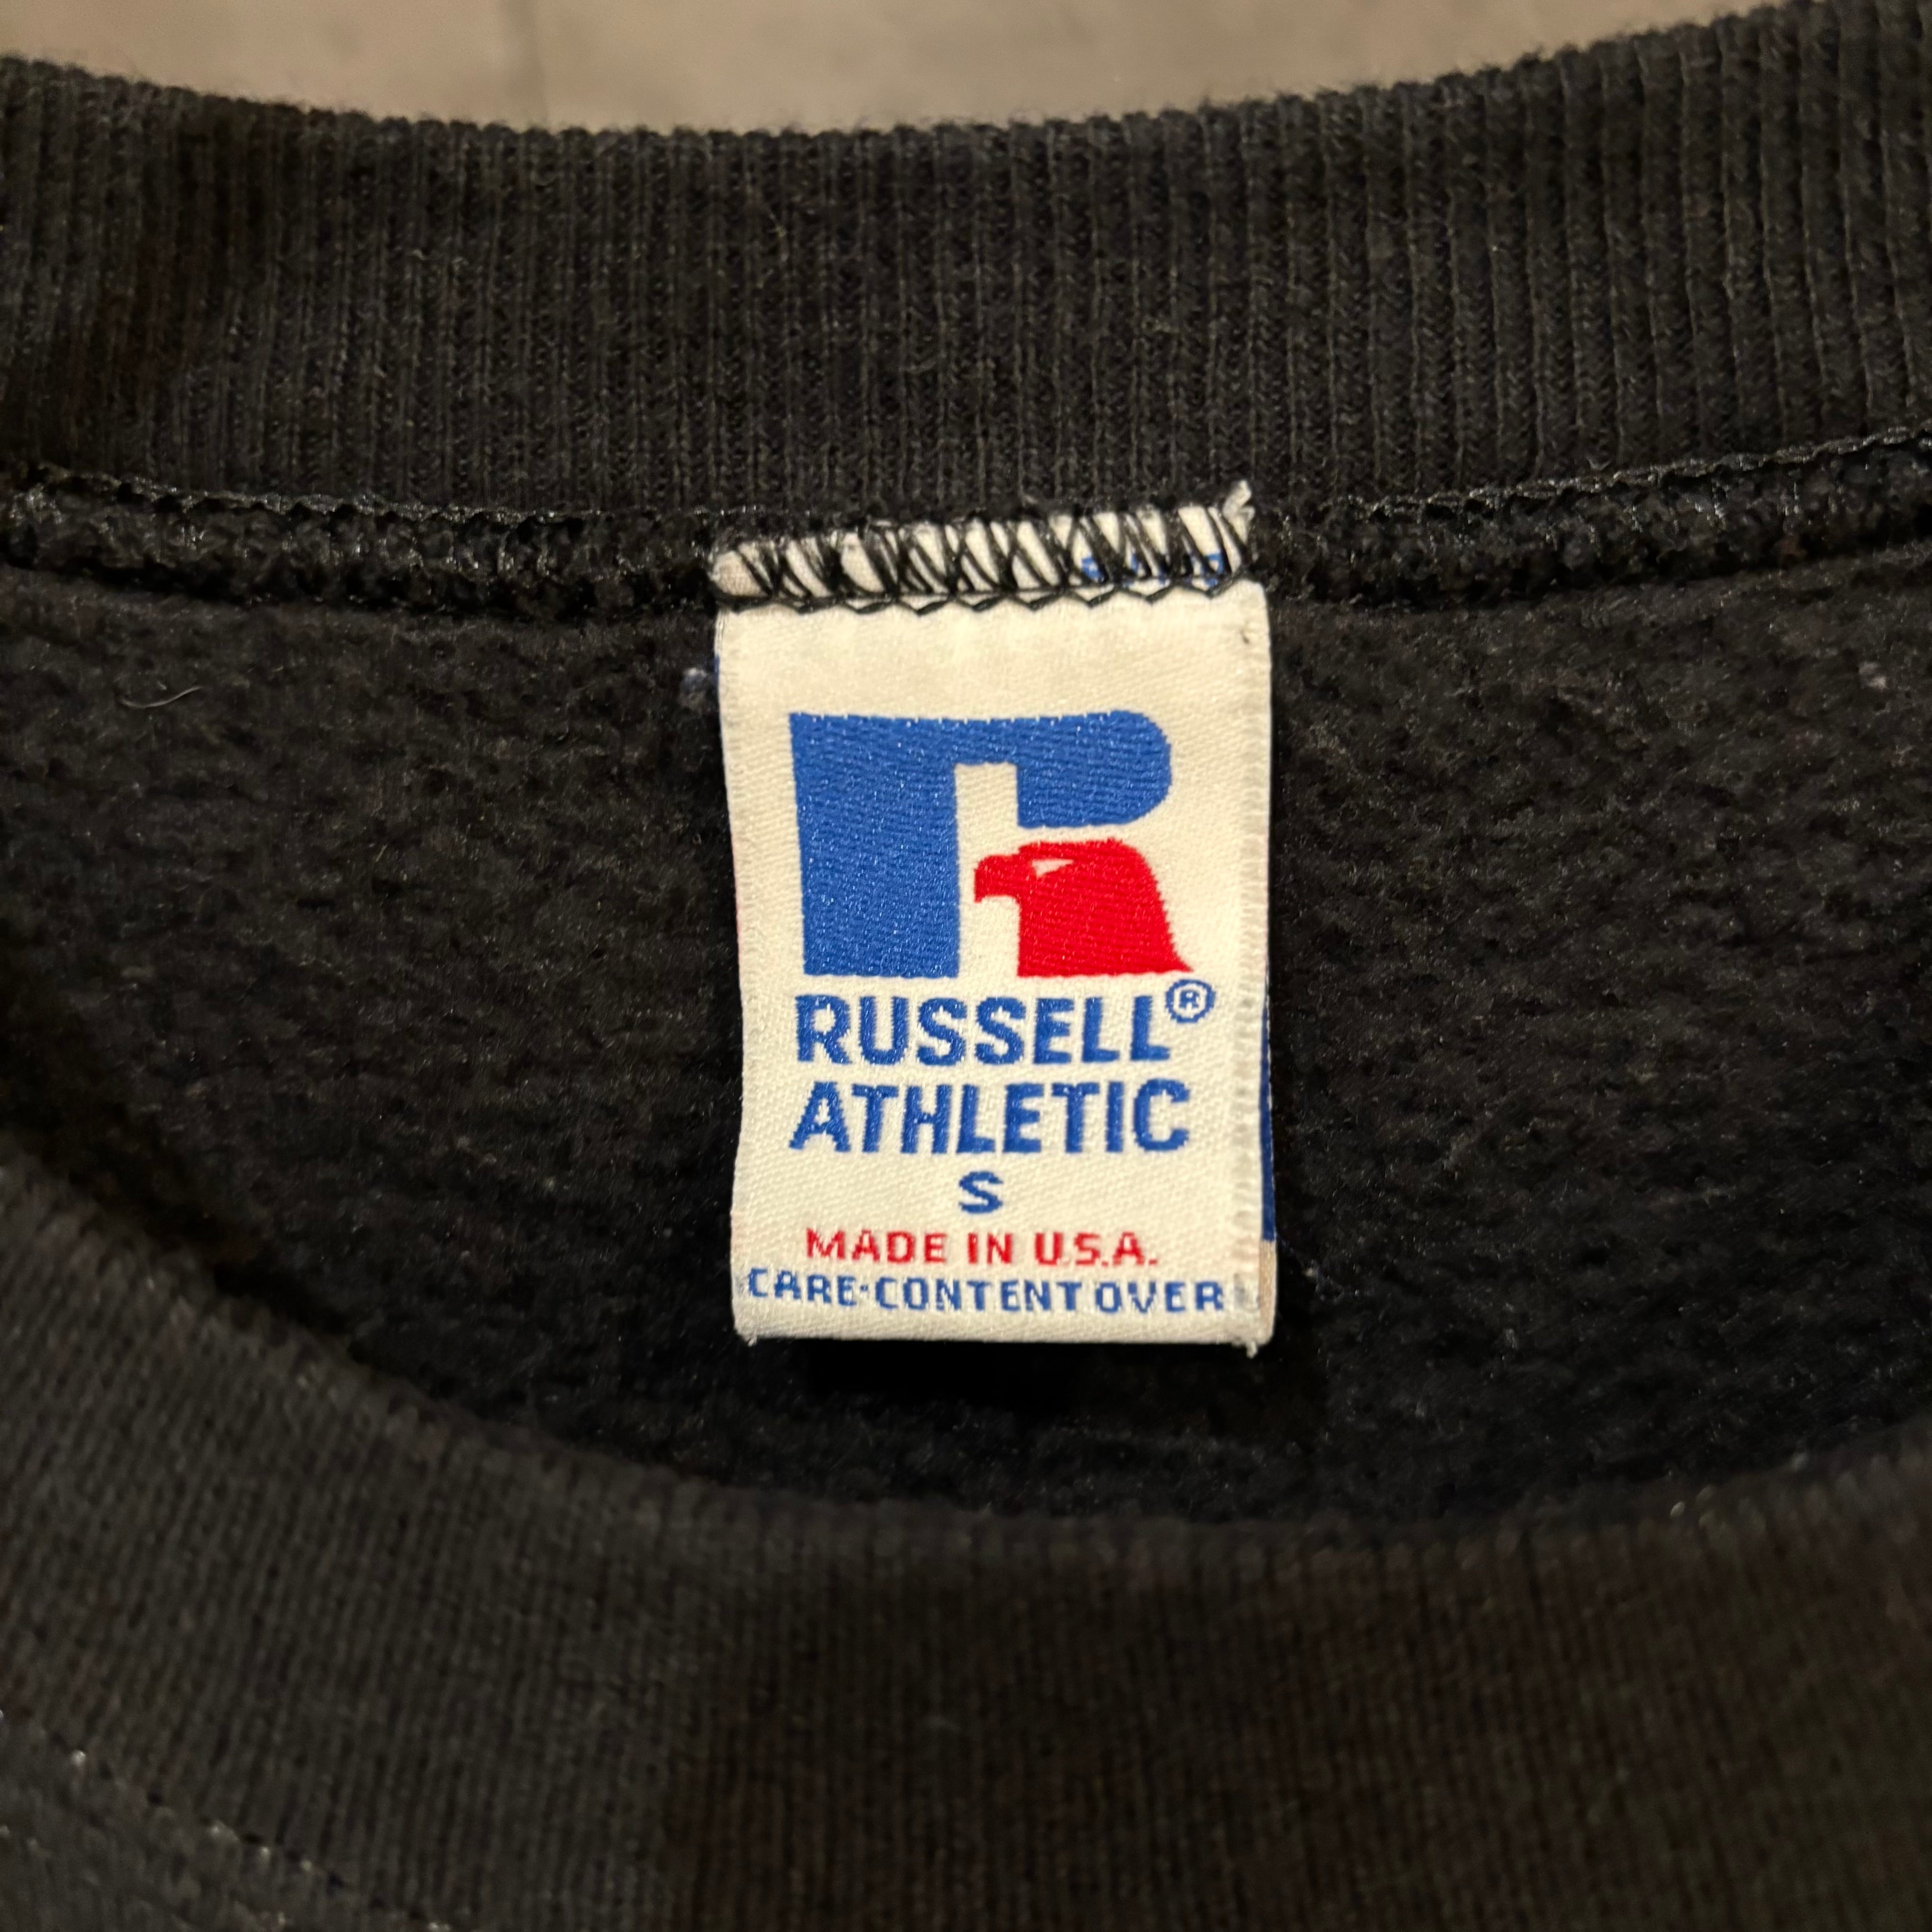 RUSSELL®
ATHLETIC
S
MADE IN U.S.A.
CARE-CONTENT OVER